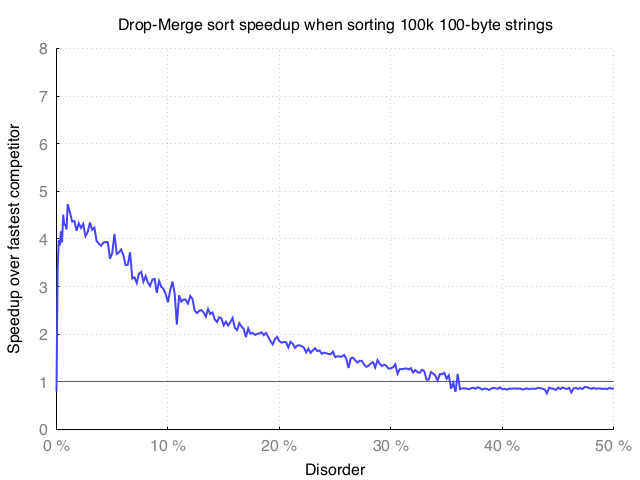 Drop-Merge sort speedup when sorting 100k 100-byte strings
8
7
6
5
4
3
2
1
0
Speedup over fastest competitor
0 % 10 % 20 % 30 % 40 % 50 %
Disorder